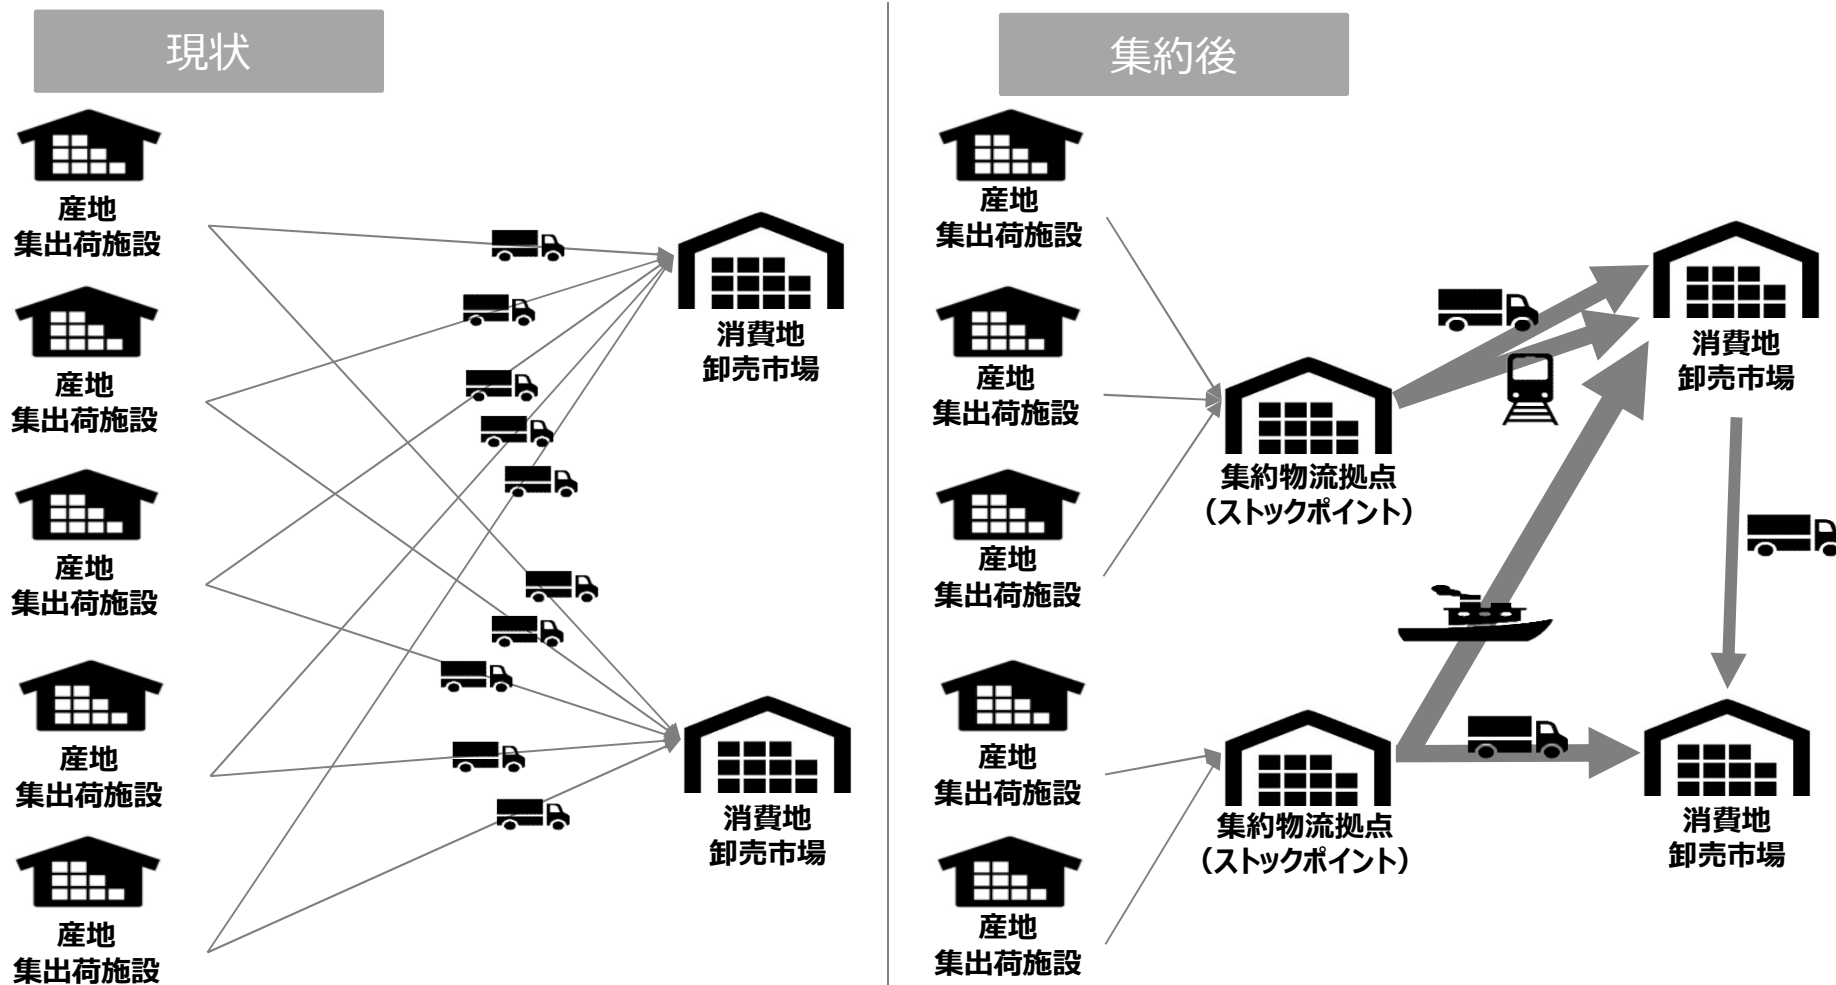 現状
産地
集出荷施設
産地
集出荷施設
産地
集出荷施設
産地
集出荷施設
産地
集出荷施設
消費地
卸売市場
消費地
卸売市場
集約後
産地
集出荷施設
産地
集出荷施設
産地
集出荷施設
産地
集出荷施設
産地
集出荷施設
集約物流拠点
（ストックポイント）
集約物流拠点
（ストックポイント）
消費地
卸売市場
消費地
卸売市場